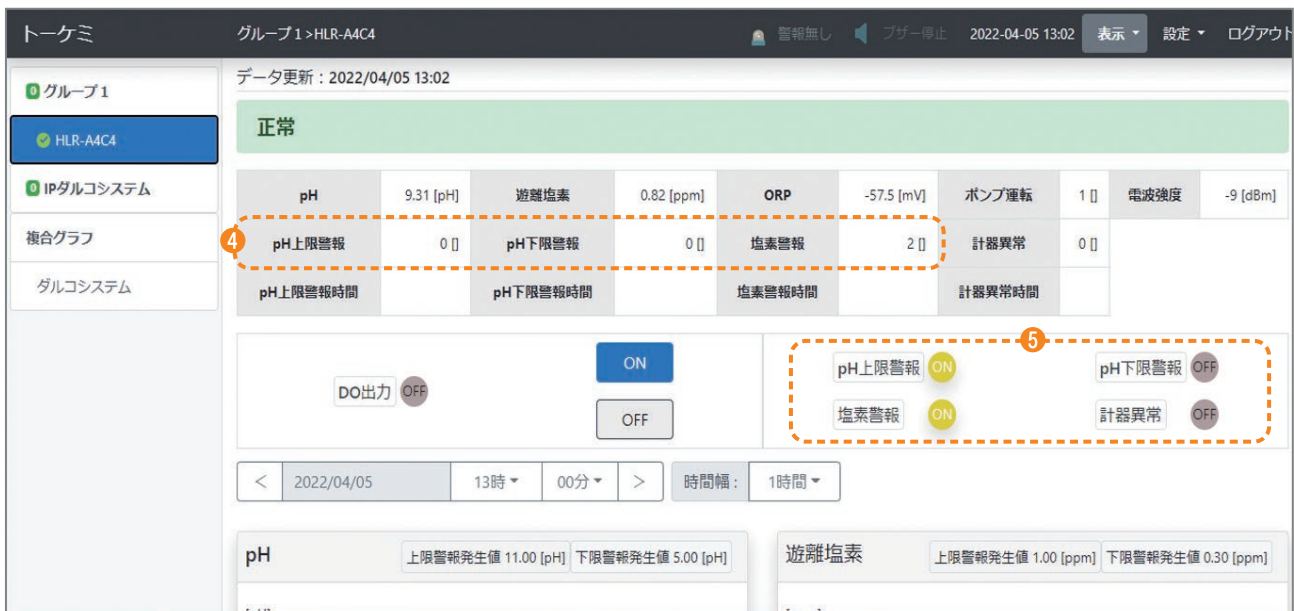 トーケミ グループ1>HLR-A4C4 警報無し ブザー停止 2022-04-05 13:02 表示 設定 ログアウト
データ更新：2022/04/05 13:02
0 グループ1
正常
HLR-A4C4
0 IPダルコシステム
pH 9.31 [pH] 遊離塩素 0.82 [ppm] ORP -57.5 [mV] ポンプ運転 1 [] 電波強度 -9 [dBm]
複合グラフ
4 pH上限警報 0 [] pH下限警報 0 [] 塩素警報 2 [] 計器異常 0 []
ダルコシステム
pH上限警報時間 pH下限警報時間 塩素警報時間 計器異常時間
5
ON
pH上限警報 ON pH下限警報 OFF
DO出力 OFF
OFF
塩素警報 ON 計器異常 OFF
< 2022/04/05 13時 00分 > 時間幅： 1時間
pH 上限警報発生値 11.00 [pH] 下限警報発生値 5.00 [pH]
遊離塩素 上限警報発生値 1.00 [ppm] 下限警報発生値 0.30 [ppm]